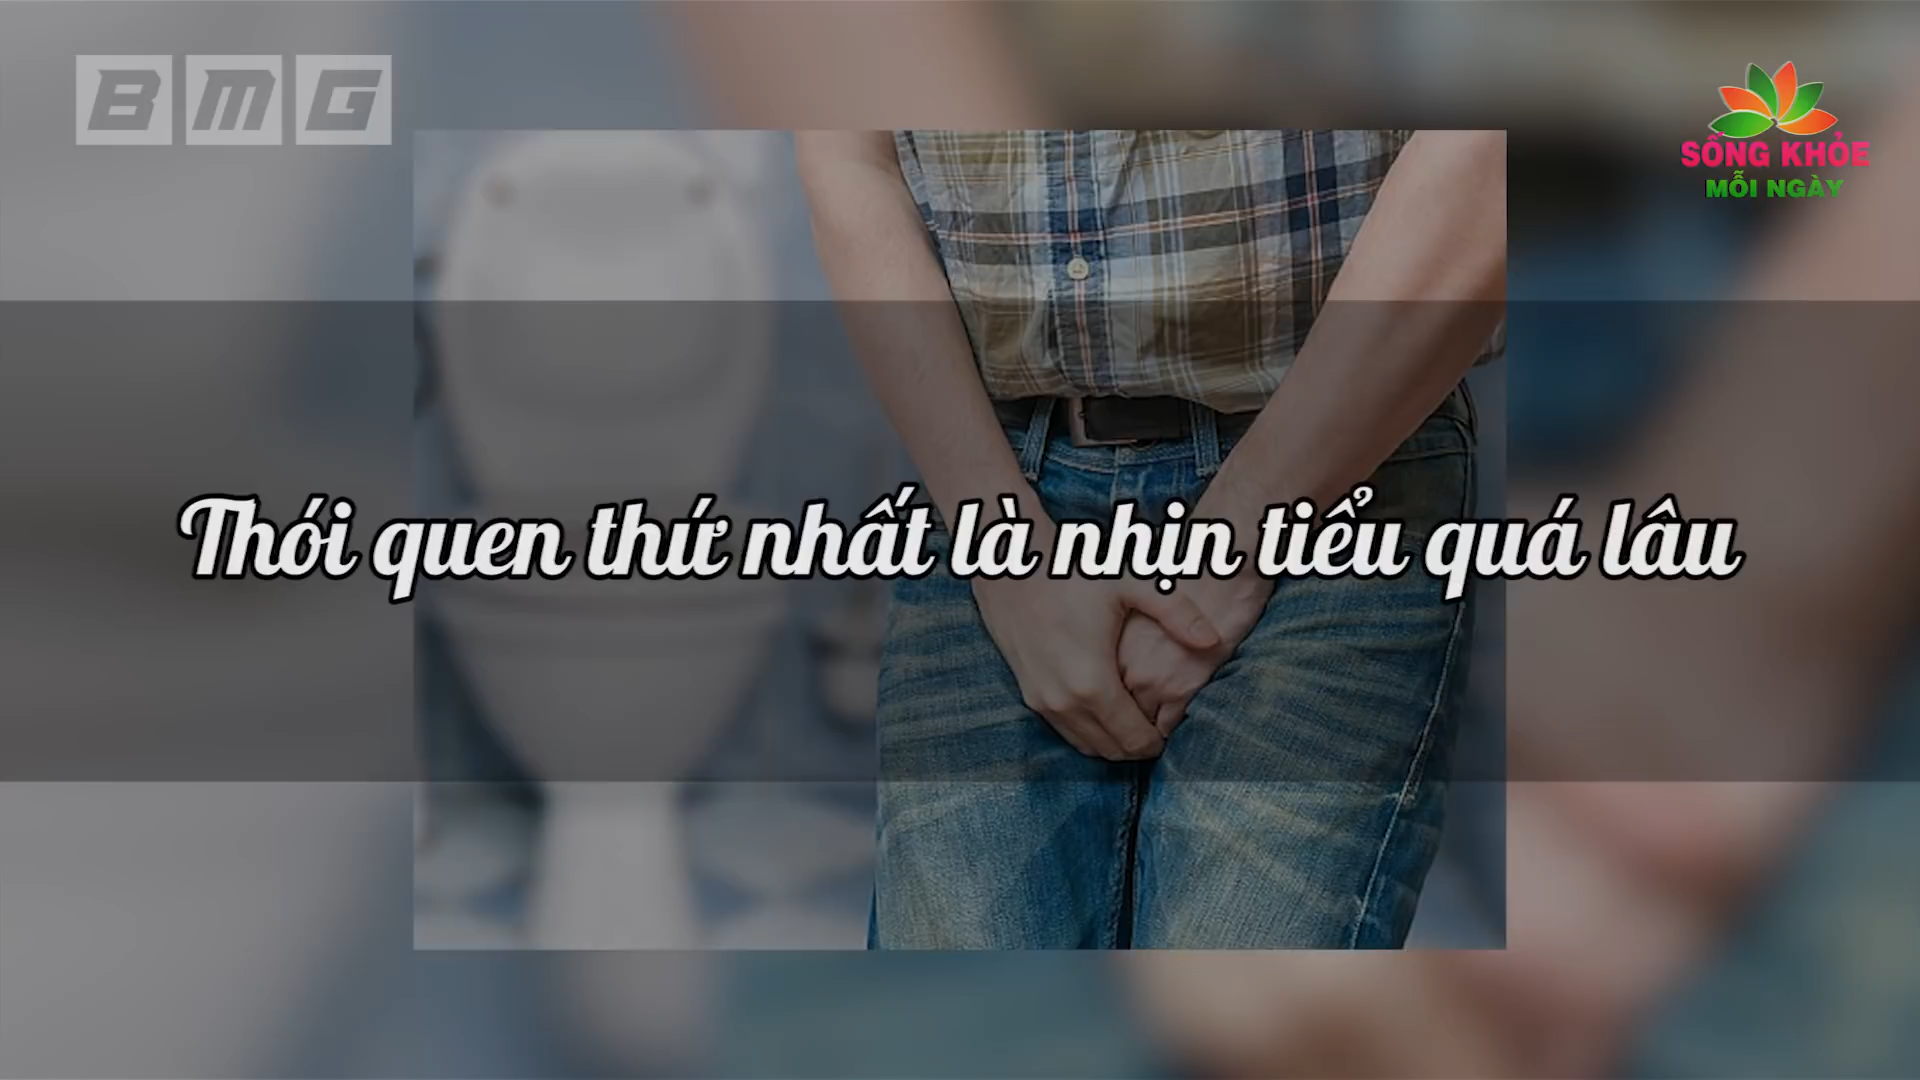 BMG
SỐNG KHỎE
MỖI NGÀY
Thói quen thứ nhất là nhịn tiểu quá lâu